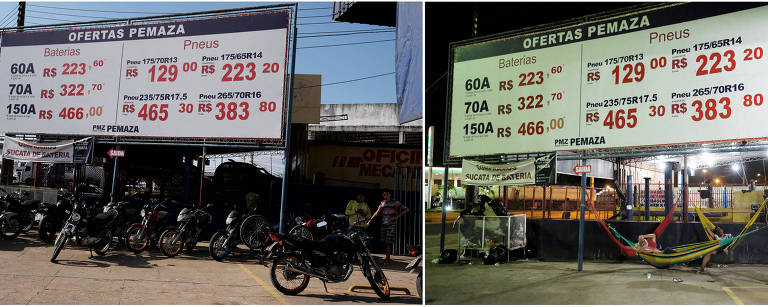 OFERTAS PEMAZA
Baterias
Pneus
60A R$ 223,60
70A R$ 322,70
150A R$ 466,00
Pneu 175/70R13
R$ 129 00
Pneu 175/65R14
R$ 223 20
Pneu 235/75R17.5
R$ 465 30
Pneu 265/70R16
R$ 383 80
PMZ PEMAZA
SUCATA DE BATERIA
OFICI
MEC
OFERTAS PEMAZA
Baterias
Pneus
60A R$ 223,60
70A R$ 322,70
150A R$ 466,00
Pneu 175/70R13
R$ 129 00
Pneu 175/65R14
R$ 223 20
Pneu 235/75R17.5
R$ 465 30
Pneu 265/70R16
R$ 383 80
PMZ PEMAZA
SUCATA DE BATERIA